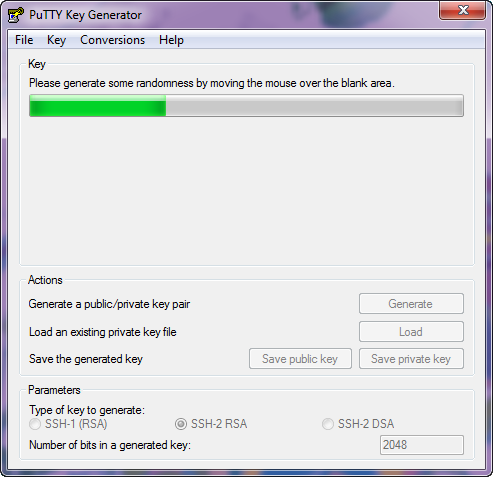 PuTTY Key Generator
File Key Conversions Help
Key
Please generate some randomness by moving the mouse over the blank area.
Actions
Generate a public/private key pair
Generate
Load an existing private key file
Load
Save the generated key
Save public key
Save private key
Parameters
Type of key to generate:
SSH-1 (RSA)
SSH-2 RSA
SSH-2 DSA
Number of bits in a generated key:
2048